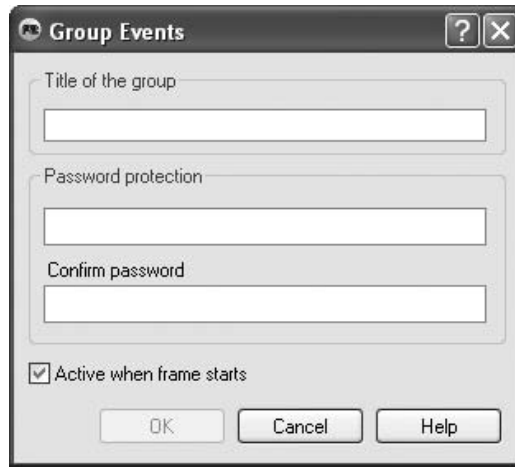 Group Events
Title of the group
Password protection
Confirm password
Active when frame starts
OK Cancel Help